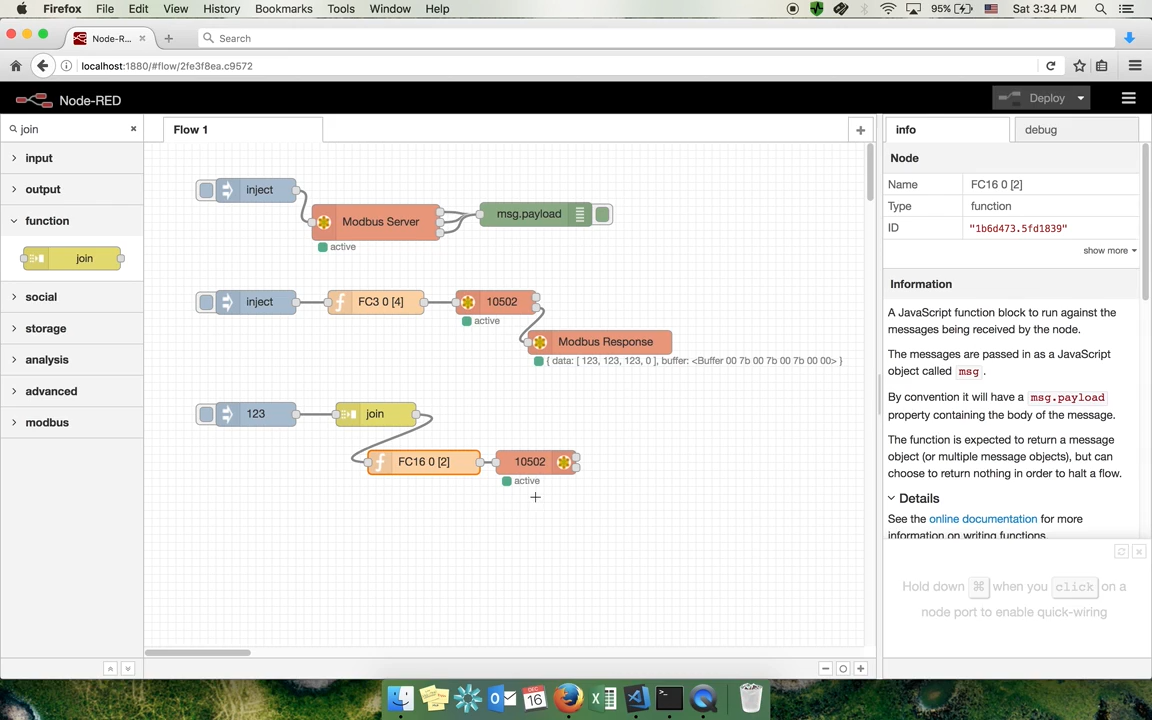 Firefox File Edit View History Bookmarks Tools Window Help 95% Sat 3:34 PM
Node-R... × + Search
localhost:1880/#flow/2fe3f8ea.c9572
Node-RED Deploy
join
input
output
function
join
social
storage
analysis
advanced
modbus
Flow 1
inject
Modbus Server
active
msg.payload
inject
FC3 0 [4]
10502
active
Modbus Response
{ data: [ 123, 123, 123, 0 ], buffer: <Buffer 00 7b 00 7b 00 7b 00 00> }
123
join
FC16 0 [2]
10502
active
info debug
Node
Name FC16 0 [2]
Type function
ID "1b6d473.5fd1839"
show more
Information
A JavaScript function block to run against the
messages being received by the node.
The messages are passed in as a JavaScript
object called msg .
By convention it will have a msg.payload
property containing the body of the message.
The function is expected to return a message
object (or multiple message objects), but can
choose to return nothing in order to halt a flow.
Details
See the online documentation for more
information on writing functions.
Hold down ⌘ when you click on a
node port to enable quick-wiring
DEC
16